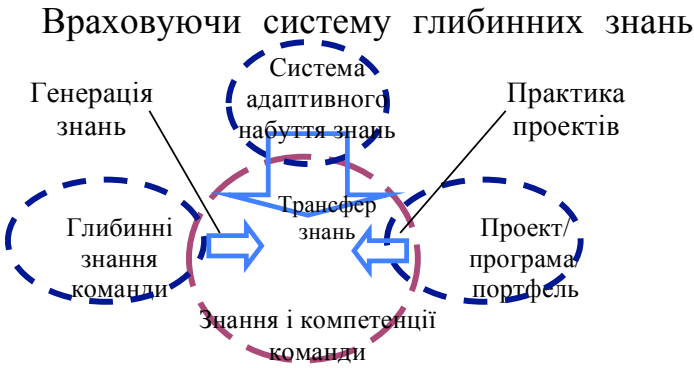 Враховуючи систему глибинних знань
Система
адаптивного
набуття знань
Генерація
знань
Практика
проектів
Трансфер
знань
Глибинні
знання
команди
Проект/
програма/
портфель
Знання і компетенції
команди